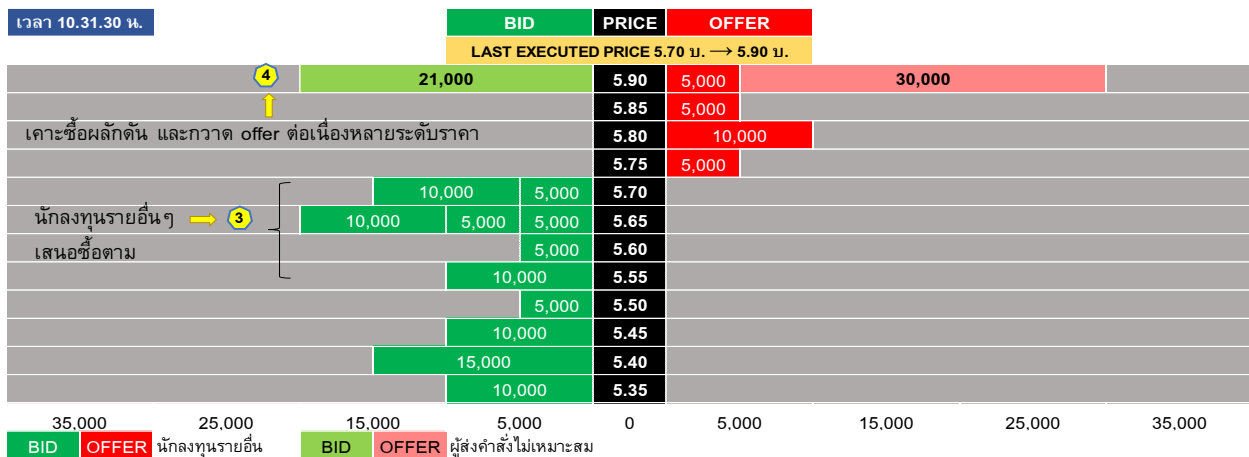 เวลา 10.31.30 น.
BID PRICE OFFER
LAST EXECUTED PRICE 5.70 บ. → 5.90 บ.
4 21,000 5.90 5,000 30,000
5.85 5,000
เคาะซื้อผลักดัน และกวาด offer ต่อเนื่องหลายระดับราคา 5.80 10,000
5.75 5,000
10,000 5,000 5.70
นักลงทุนรายอื่นๆ 3 10,000 5,000 5,000 5.65
เสนอซื้อตาม 5,000 5.60
10,000 5.55
5,000 5.50
10,000 5.45
15,000 5.40
10,000 5.35
35,000 25,000 15,000 5,000 0 5,000 15,000 25,000 35,000
BID OFFER นักลงทุนรายอื่น BID OFFER ผู้ส่งคำสั่งไม่เหมาะสม